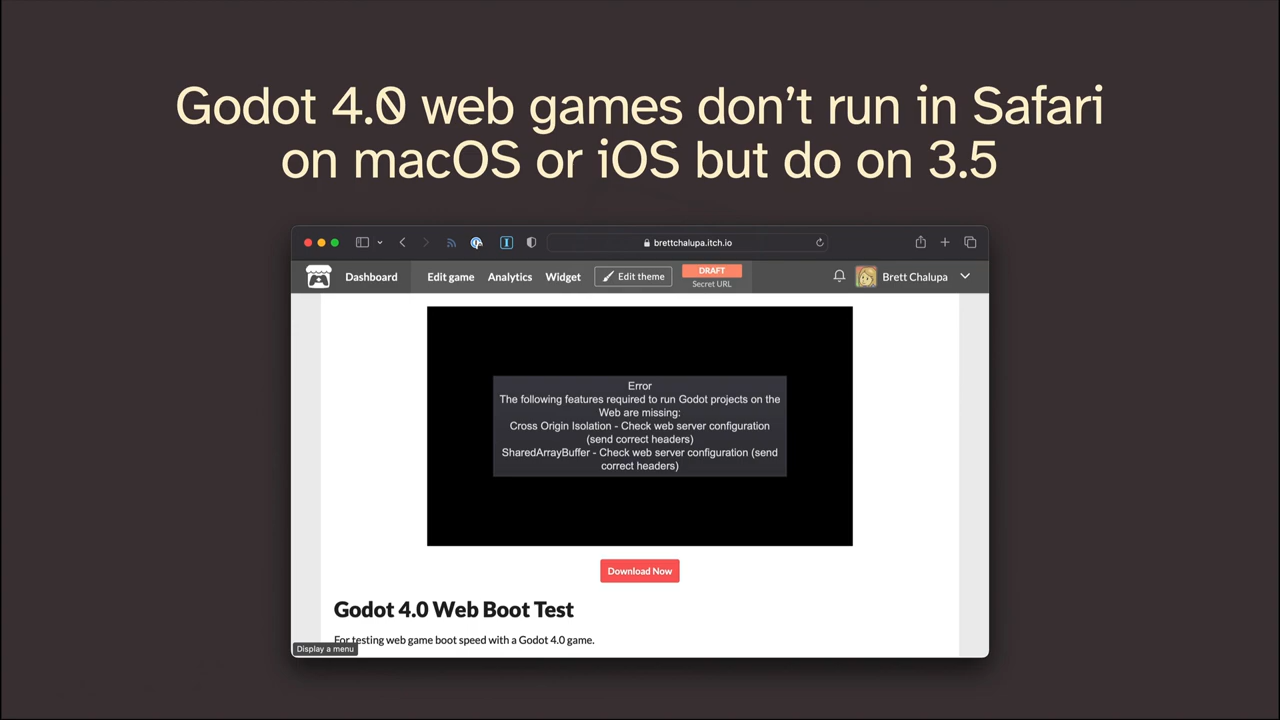 Godot 4.0 web games don't run in Safari
on macOS or iOS but do on 3.5
brettchalupa.itch.io
Dashboard Edit game Analytics Widget Edit theme DRAFT Brett Chalupa
Secret URL
Error
The following features required to run Godot projects on the
Web are missing:
Cross Origin Isolation - Check web server configuration
(send correct headers)
SharedArrayBuffer - Check web server configuration (send
correct headers)
Download Now
Godot 4.0 Web Boot Test
For testing web game boot speed with a Godot 4.0 game.
Display a menu